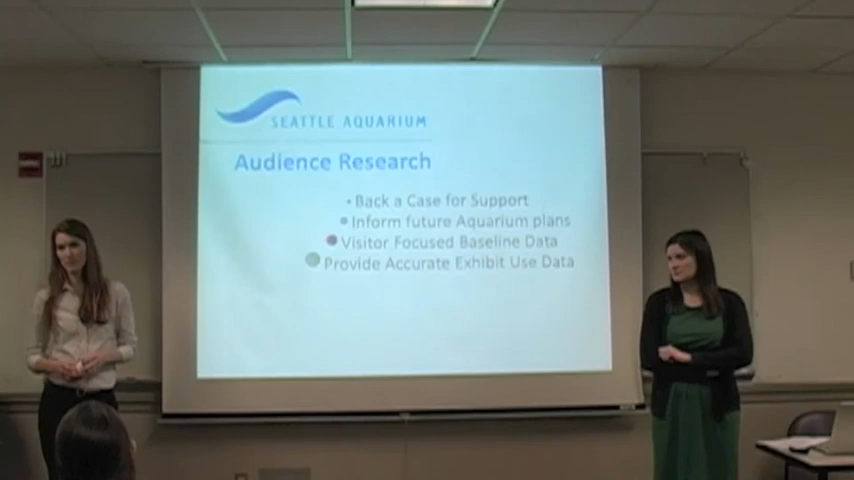 SEATTLE AQUARIUM
Audience Research
• Back a Case for Support
• Inform future Aquarium plans
• Visitor Focused Baseline Data
• Provide Accurate Exhibit Use Data